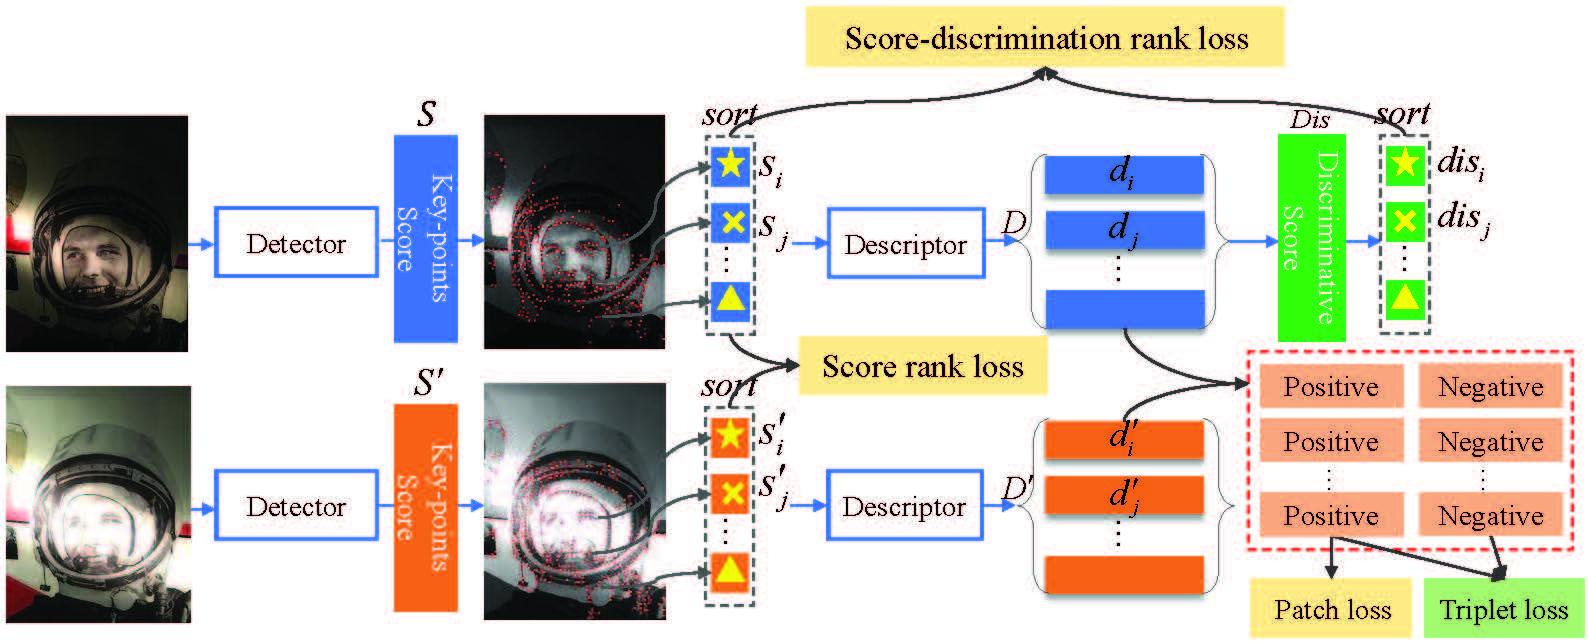 Score-discrimination rank loss
S
sort
Dis
sort
Detector
Key-points
Score
s_i
s_j
Descriptor
D
d_i
d_j
Discriminative
Score
dis_i
dis_j
Score rank loss
S'
sort
Detector
Key-points
Score
s'_i
s'_j
Descriptor
D'
d'_i
d'_j
Positive Negative
Positive Negative
Positive Negative
Patch loss
Triplet loss